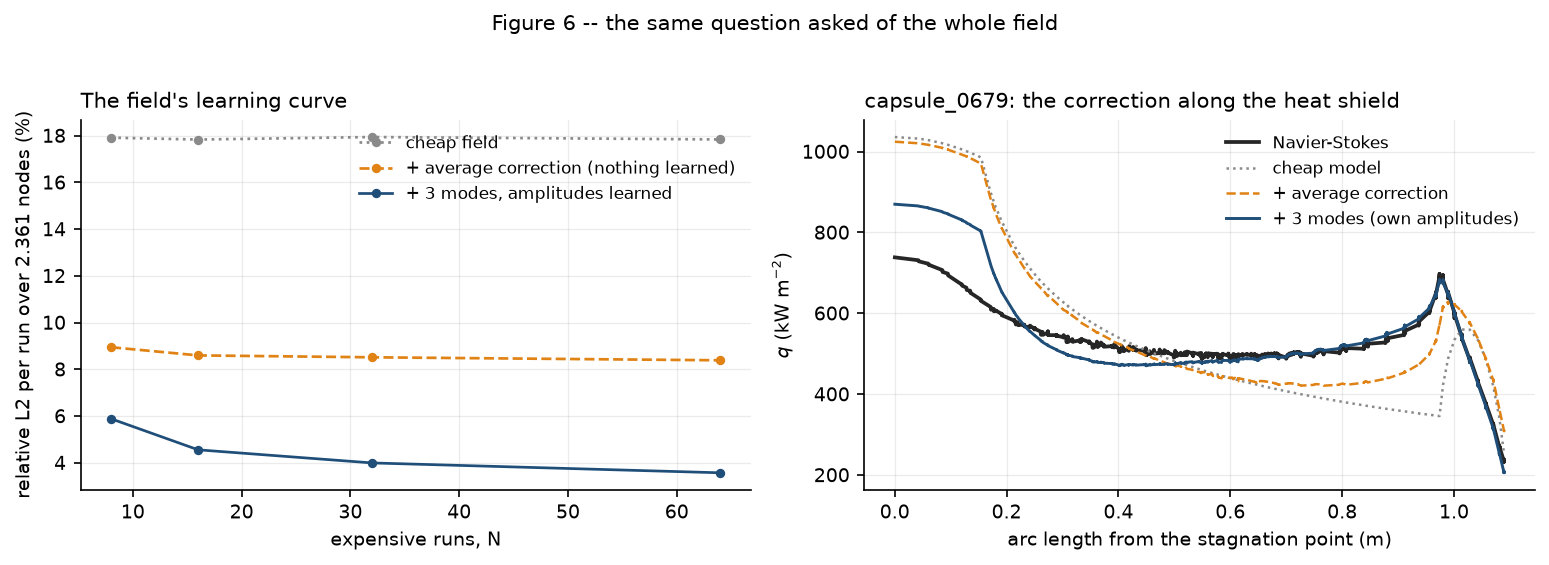 Figure 6 -- the same question asked of the whole field
The field's learning curve
relative L2 per run over 2.361 nodes (%)
18
16
14
12
10
8
6
4
cheap field
+ average correction (nothing learned)
+ 3 modes, amplitudes learned
10 20 30 40 50 60
expensive runs, N
capsule_0679: the correction along the heat shield
q (kW m⁻²)
1000
800
600
400
200
Navier-Stokes
cheap model
+ average correction
+ 3 modes (own amplitudes)
0.0 0.2 0.4 0.6 0.8 1.0
arc length from the stagnation point (m)